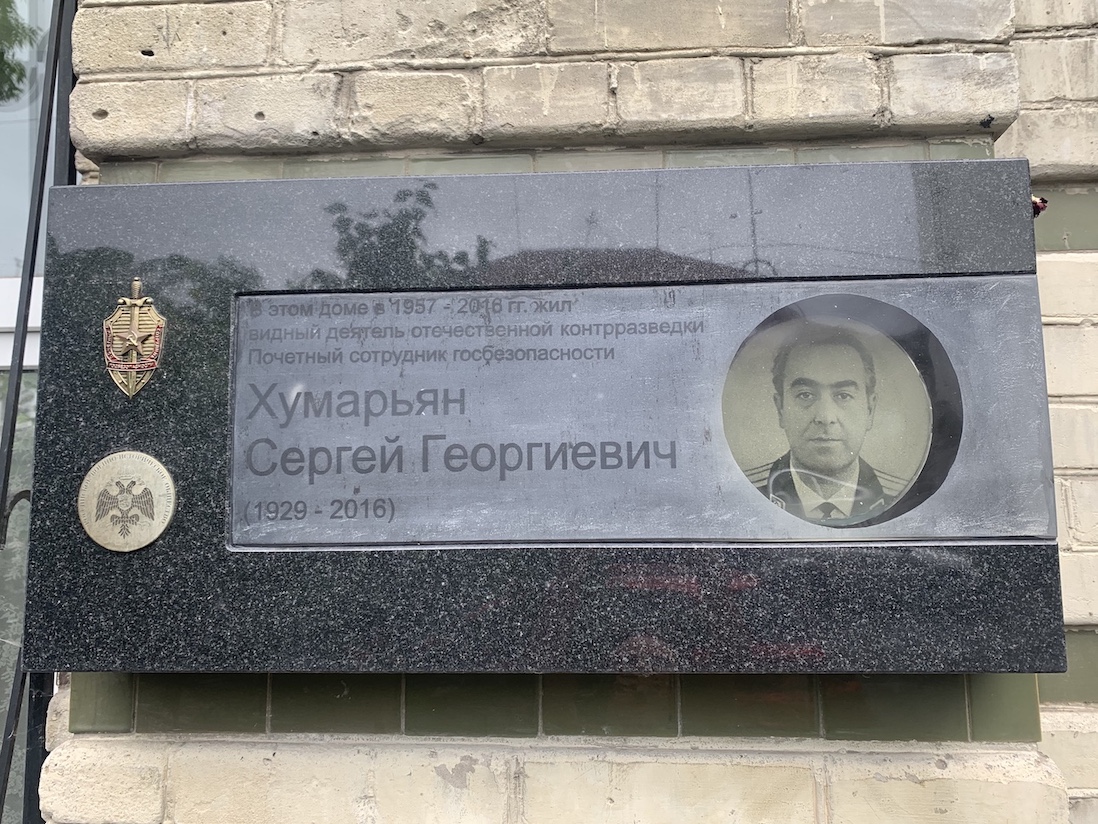 В этом доме в 1957 - 2016 гг. жил
видный деятель отечественной контрразведки
Почетный сотрудник госбезопасности
Хумарьян
Сергей Георгиевич
(1929 - 2016)